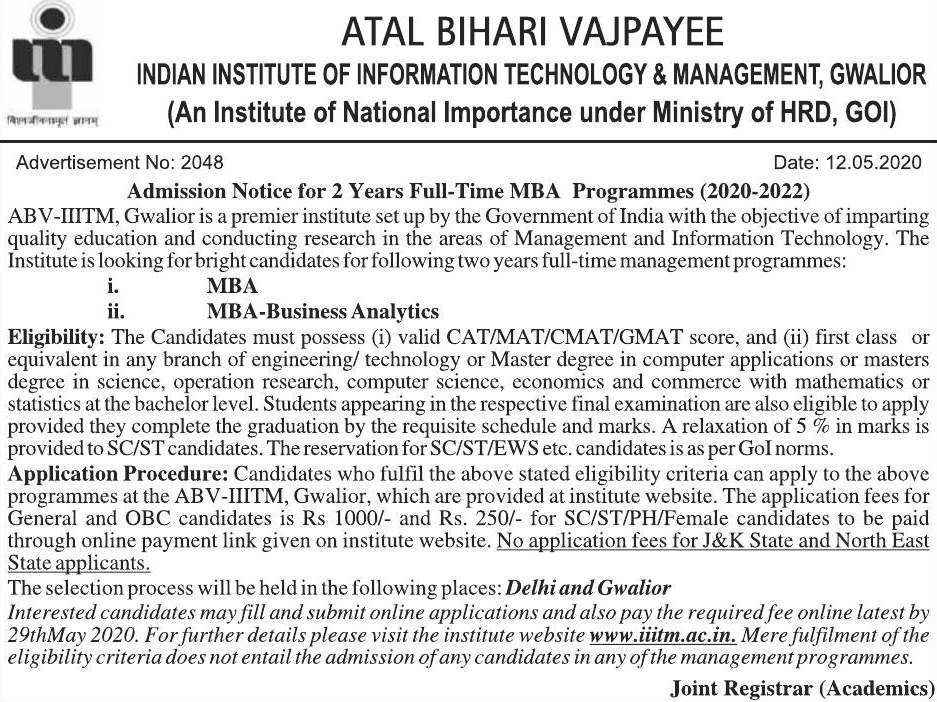 ATAL BIHARI VAJPAYEE
INDIAN INSTITUTE OF INFORMATION TECHNOLOGY & MANAGEMENT, GWALIOR
(An Institute of National Importance under Ministry of HRD, GOI)
विश्वजीवनामृतं ज्ञानम्
Advertisement No: 2048 Date: 12.05.2020
Admission Notice for 2 Years Full-Time MBA Programmes (2020-2022)
ABV-IIITM, Gwalior is a premier institute set up by the Government of India with the objective of imparting
quality education and conducting research in the areas of Management and Information Technology. The
Institute is looking for bright candidates for following two years full-time management programmes:
i. MBA
ii. MBA-Business Analytics
Eligibility: The Candidates must possess (i) valid CAT/MAT/CMAT/GMAT score, and (ii) first class or
equivalent in any branch of engineering/ technology or Master degree in computer applications or masters
degree in science, operation research, computer science, economics and commerce with mathematics or
statistics at the bachelor level. Students appearing in the respective final examination are also eligible to apply
provided they complete the graduation by the requisite schedule and marks. A relaxation of 5 % in marks is
provided to SC/ST candidates. The reservation for SC/ST/EWS etc. candidates is as per GoI norms.
Application Procedure: Candidates who fulfil the above stated eligibility criteria can apply to the above
programmes at the ABV-IIITM, Gwalior, which are provided at institute website. The application fees for
General and OBC candidates is Rs 1000/- and Rs. 250/- for SC/ST/PH/Female candidates to be paid
through online payment link given on institute website. No application fees for J&K State and North East
State applicants.
The selection process will be held in the following places: Delhi and Gwalior
Interested candidates may fill and submit online applications and also pay the required fee online latest by
29thMay 2020. For further details please visit the institute website www.iiitm.ac.in. Mere fulfilment of the
eligibility criteria does not entail the admission of any candidates in any of the management programmes.
Joint Registrar (Academics)